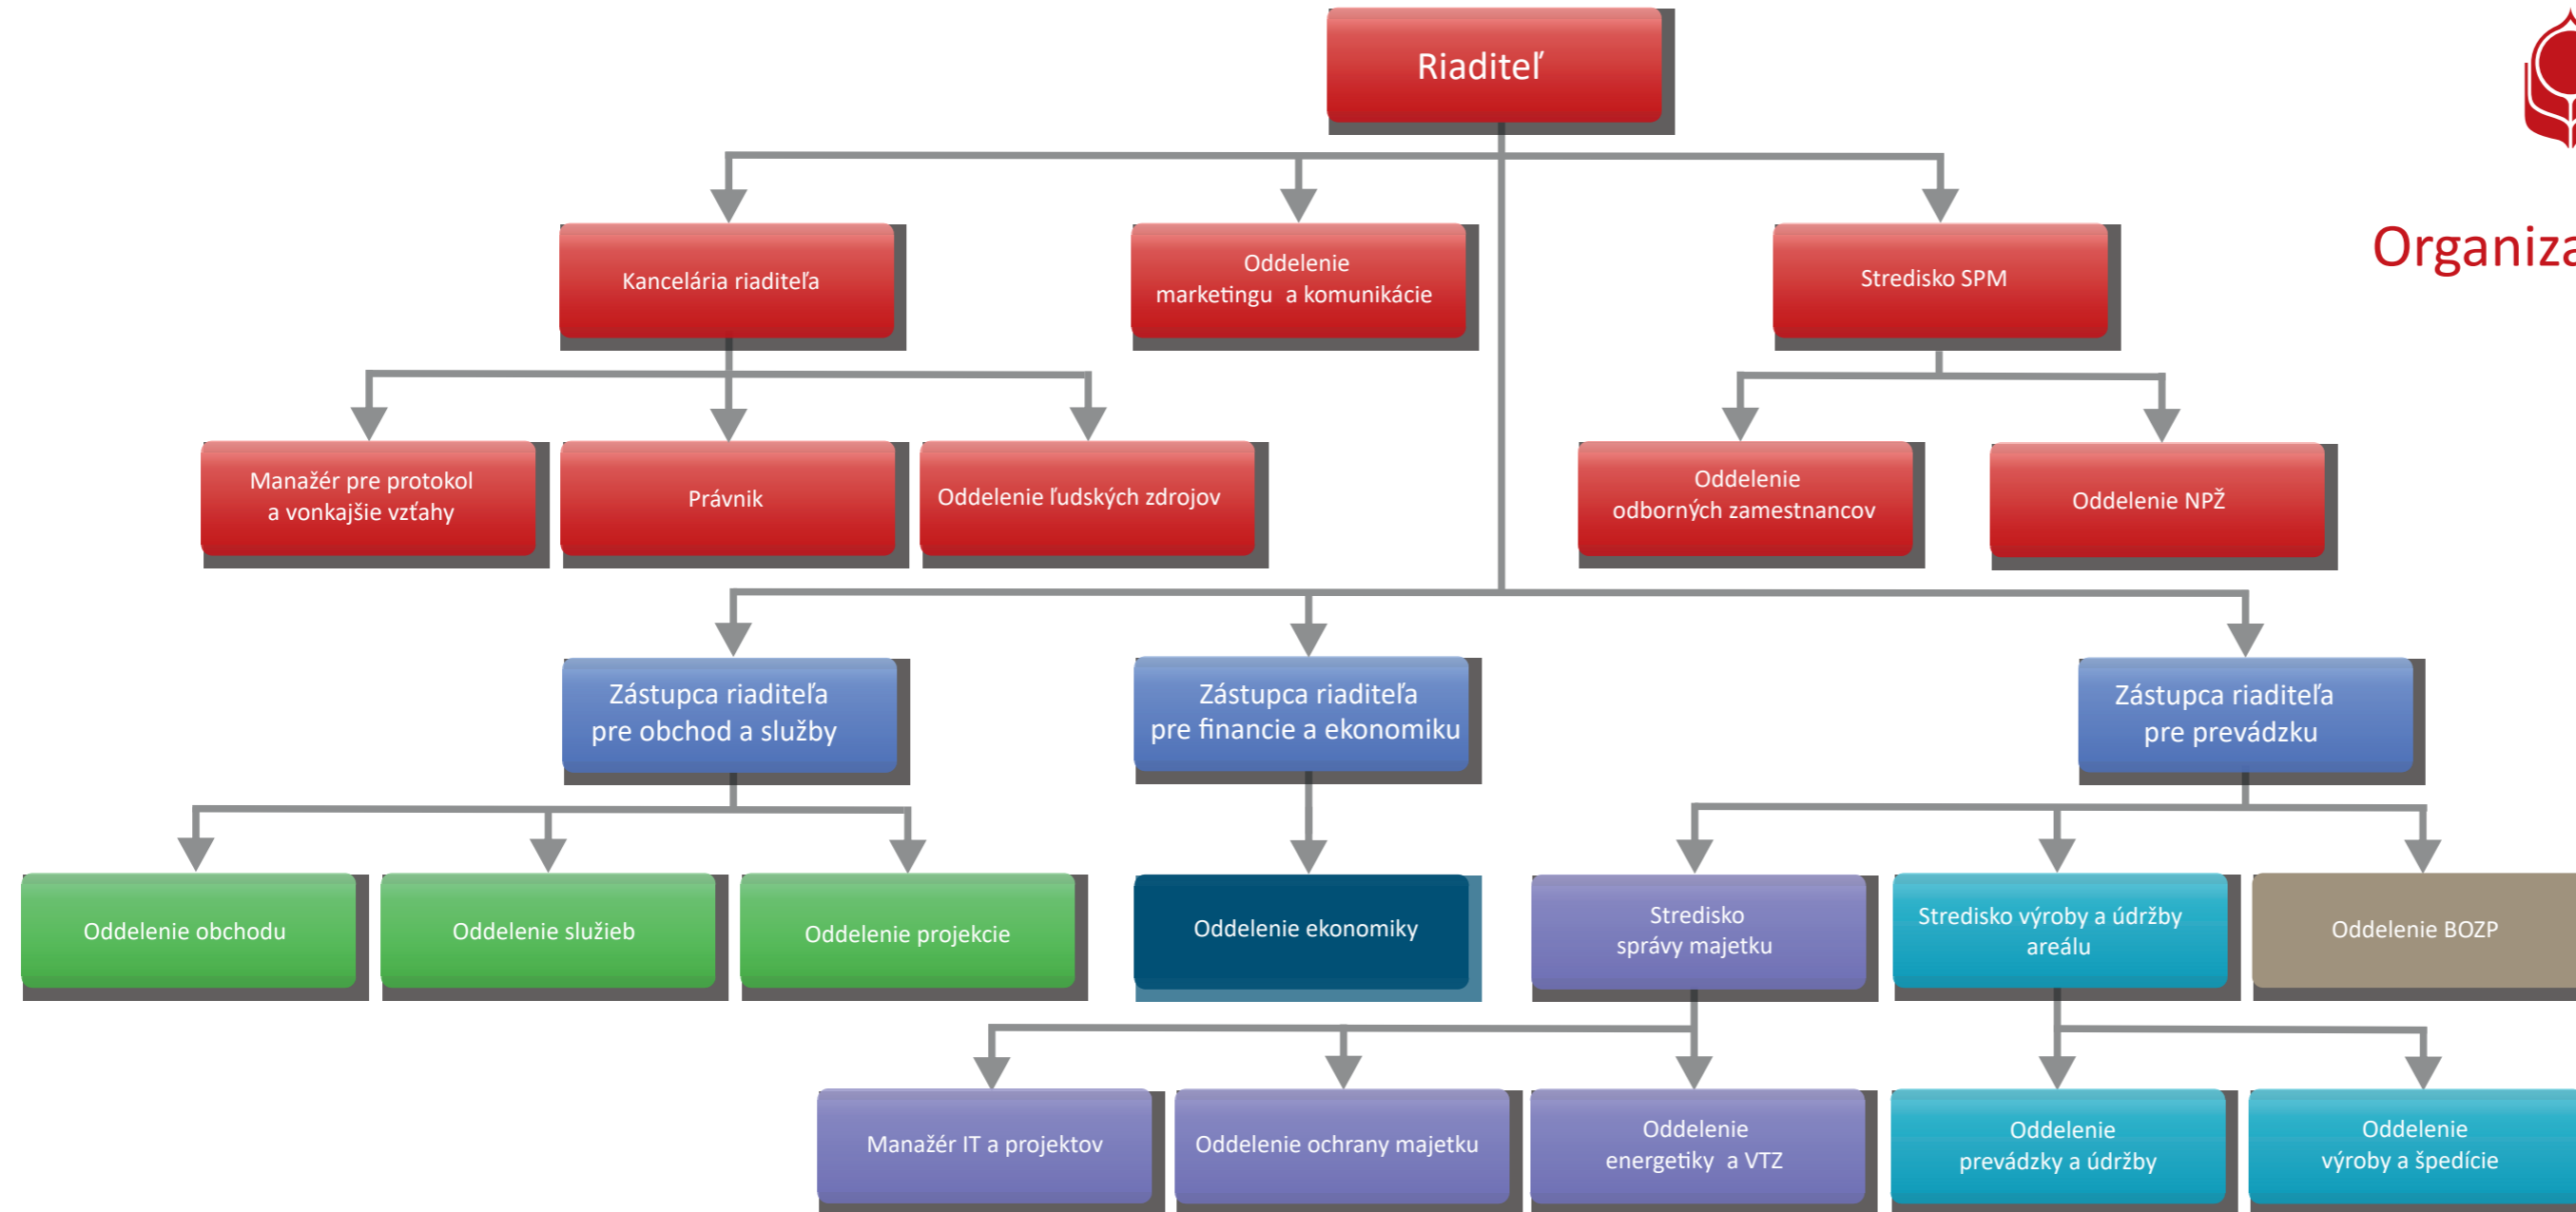 Riaditeľ
Organiza
Kancelária riaditeľa
Oddelenie
marketingu a komunikácie
Stredisko SPM
Manažér pre protokol
a vonkajšie vzťahy
Právnik
Oddelenie ľudských zdrojov
Oddelenie
odborných zamestnancov
Oddelenie NPŽ
Zástupca riaditeľa
pre obchod a služby
Zástupca riaditeľa
pre financie a ekonomiku
Zástupca riaditeľa
pre prevádzku
Oddelenie obchodu
Oddelenie služieb
Oddelenie projekcie
Oddelenie ekonomiky
Stredisko
správy majetku
Stredisko výroby a údržby
areálu
Oddelenie BOZP
Manažér IT a projektov
Oddelenie ochrany majetku
Oddelenie
energetiky a VTZ
Oddelenie
prevádzky a údržby
Oddelenie
výroby a špedície